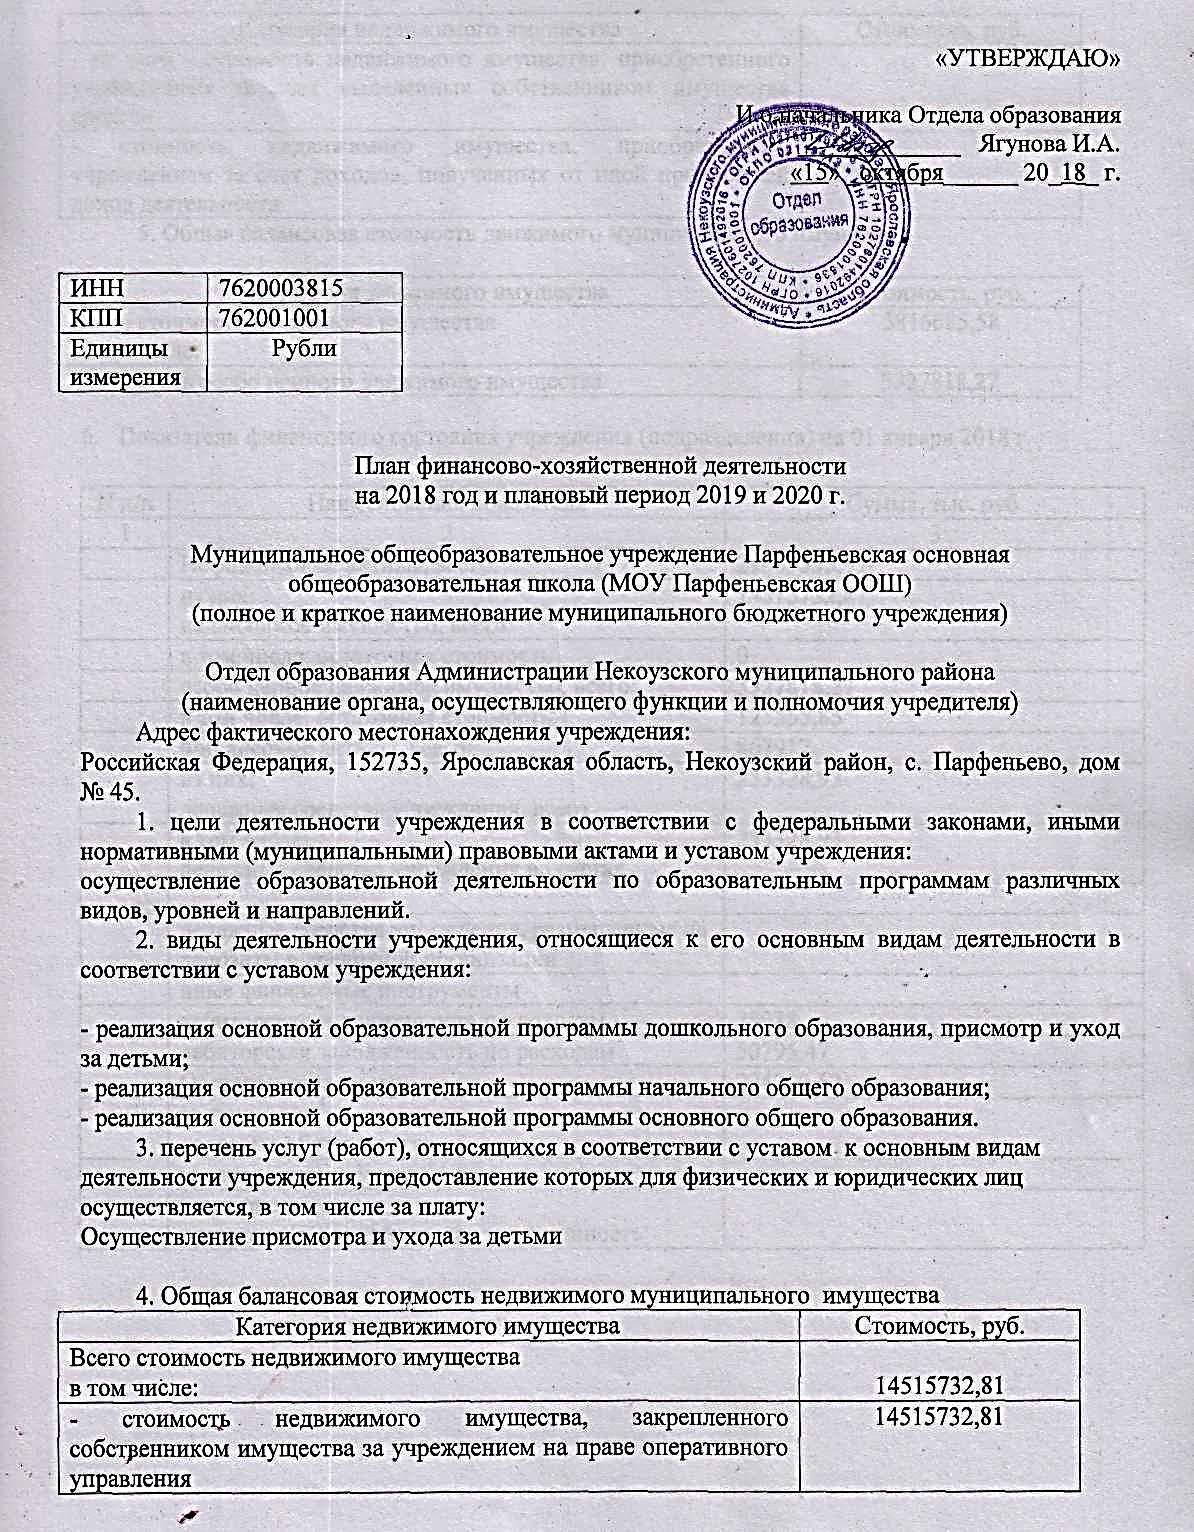 «УТВЕРЖДАЮ»
И.о.начальника Отдела образования
Ягунова И.А.
«15» октября 20 18 г.
Отдел
образования
ИНН 7620003815
КПП 762001001
Единицы Рубли
измерения
План финансово-хозяйственной деятельности
на 2018 год и плановый период 2019 и 2020 г.
Муниципальное общеобразовательное учреждение Парфеньевская основная
общеобразовательная школа (МОУ Парфеньевская ООШ)
(полное и краткое наименование муниципального бюджетного учреждения)
Отдел образования Администрации Некоузского муниципального района
(наименование органа, осуществляющего функции и полномочия учредителя)
Адрес фактического местонахождения учреждения:
Российская Федерация, 152735, Ярославская область, Некоузский район, с. Парфеньево, дом
№ 45.
1. цели деятельности учреждения в соответствии с федеральными законами, иными
нормативными (муниципальными) правовыми актами и уставом учреждения:
осуществление образовательной деятельности по образовательным программам различных
видов, уровней и направлений.
2. виды деятельности учреждения, относящиеся к его основным видам деятельности в
соответствии с уставом учреждения:
- реализация основной образовательной программы дошкольного образования, присмотр и уход
за детьми;
- реализация основной образовательной программы начального общего образования;
- реализация основной образовательной программы основного общего образования.
3. перечень услуг (работ), относящихся в соответствии с уставом к основным видам
деятельности учреждения, предоставление которых для физических и юридических лиц
осуществляется, в том числе за плату:
Осуществление присмотра и ухода за детьми
4. Общая балансовая стоимость недвижимого муниципального имущества
Категория недвижимого имущества Стоимость, руб.
Всего стоимость недвижимого имущества
в том числе: 14515732,81
- стоимость недвижимого имущества, закрепленного 14515732,81
собственником имущества за учреждением на праве оперативного
управления